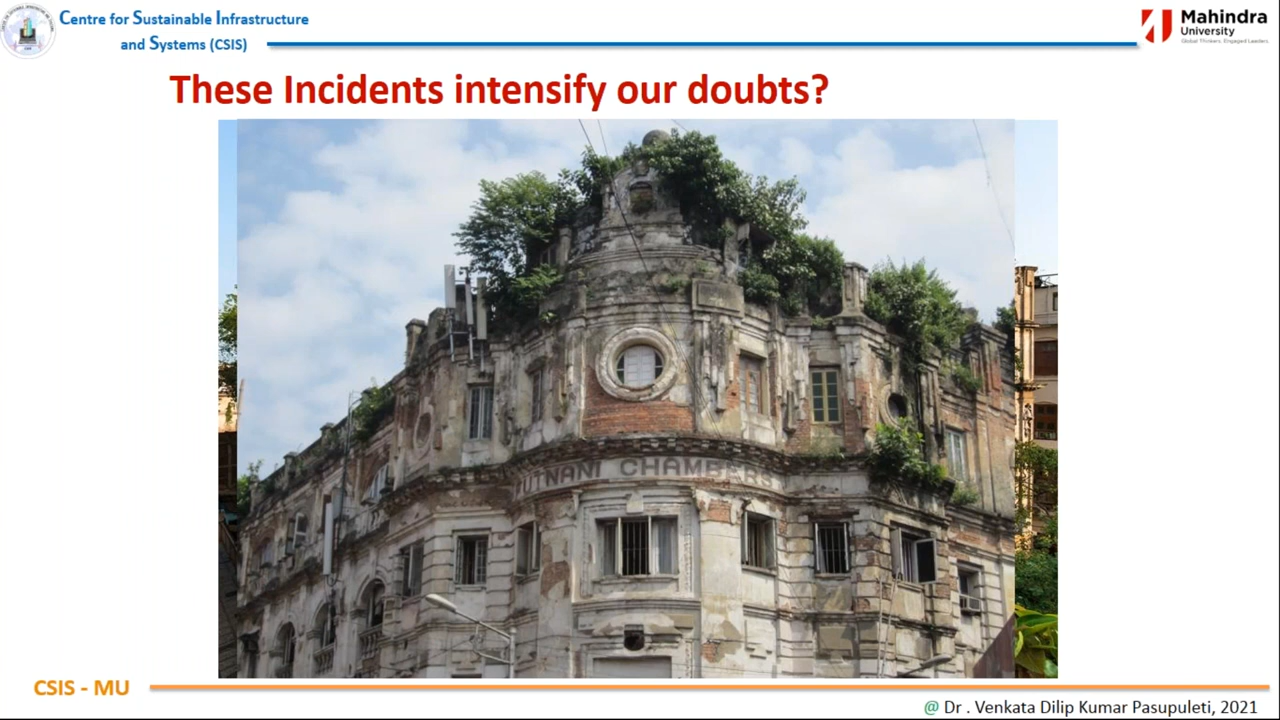 Centre for Sustainable Infrastructure
and Systems (CSIS)
Mahindra
University
Global Thinkers. Engaged Leaders.
These Incidents intensify our doubts?
CHAMBERS
CSIS - MU
@ Dr . Venkata Dilip Kumar Pasupuleti, 2021